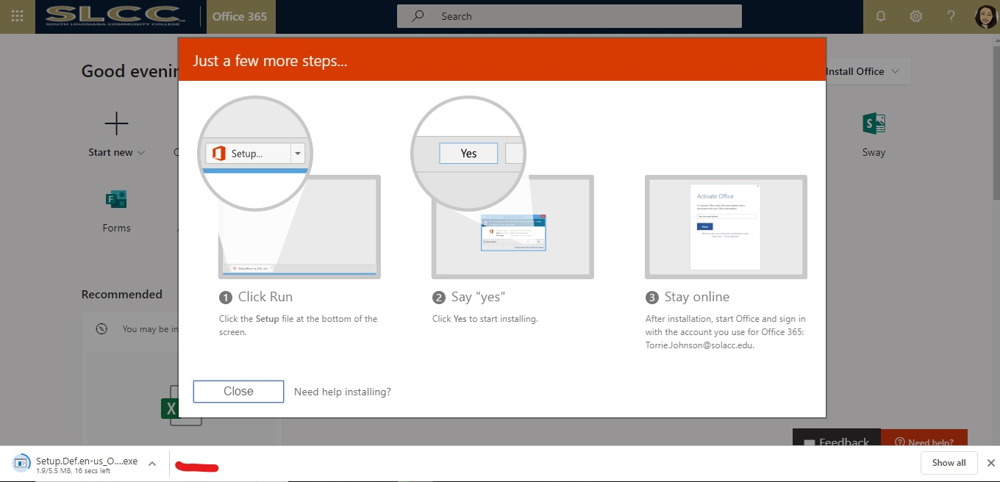 SLCC
SOUTH LOUISIANA COMMUNITY COLLEGE
Office 365
Search
Just a few more steps...
Good evenin
Install Office
Start new
Sway
Forms
Setup...
Yes
Activate Office
Next
1 Click Run
Click the Setup file at the bottom of the
screen.
2 Say "yes"
Click Yes to start installing.
3 Stay online
After installation, start Office and sign in
with the account you use for Office 365:
Torrie.Johnson@solacc.edu.
Recommended
You may be in
X
Close
Need help installing?
Feedback
Need help?
Setup.Def.en-us_O....exe
1.9/5.5 MB, 16 secs left
Show all